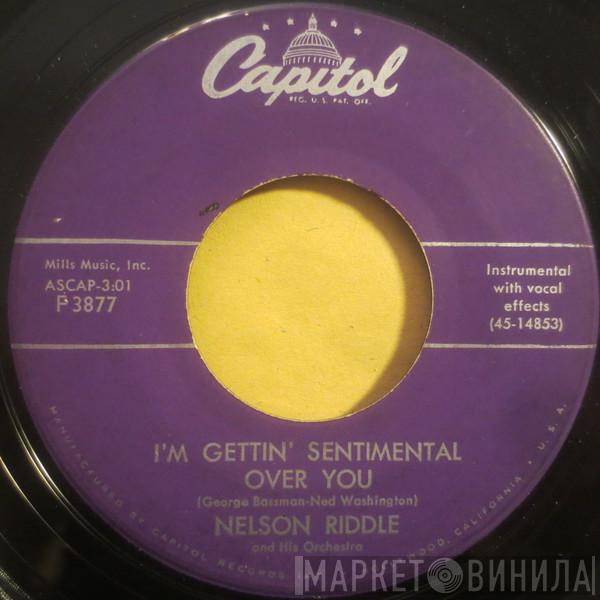 Capitol
REG. U.S. PAT. OFF.
Mills Music, Inc.
ASCAP-3:01
F3877
Instrumental
with vocal
effects
(45-14853)
I'M GETTIN' SENTIMENTAL
OVER YOU
(George Bassman-Ned Washington)
NELSON RIDDLE
and His Orchestra
MANUFACTURED BY CAPITOL RECORDS CALIFORNIA • U.S.A.
МАРКЕТ ВИНИЛА